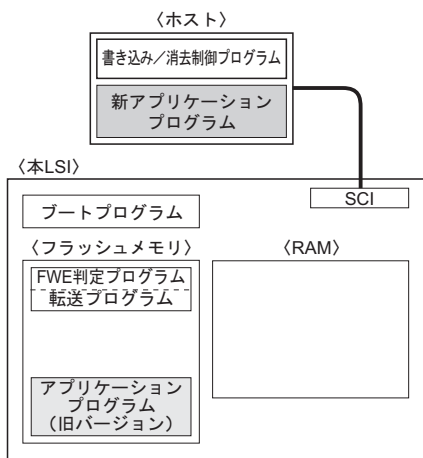 〈ホスト〉
書き込み／消去制御プログラム
新アプリケーション
プログラム
〈本LSI〉
SCI
ブートプログラム
〈フラッシュメモリ〉
〈RAM〉
FWE判定プログラム
転送プログラム
アプリケーション
プログラム
（旧バージョン）